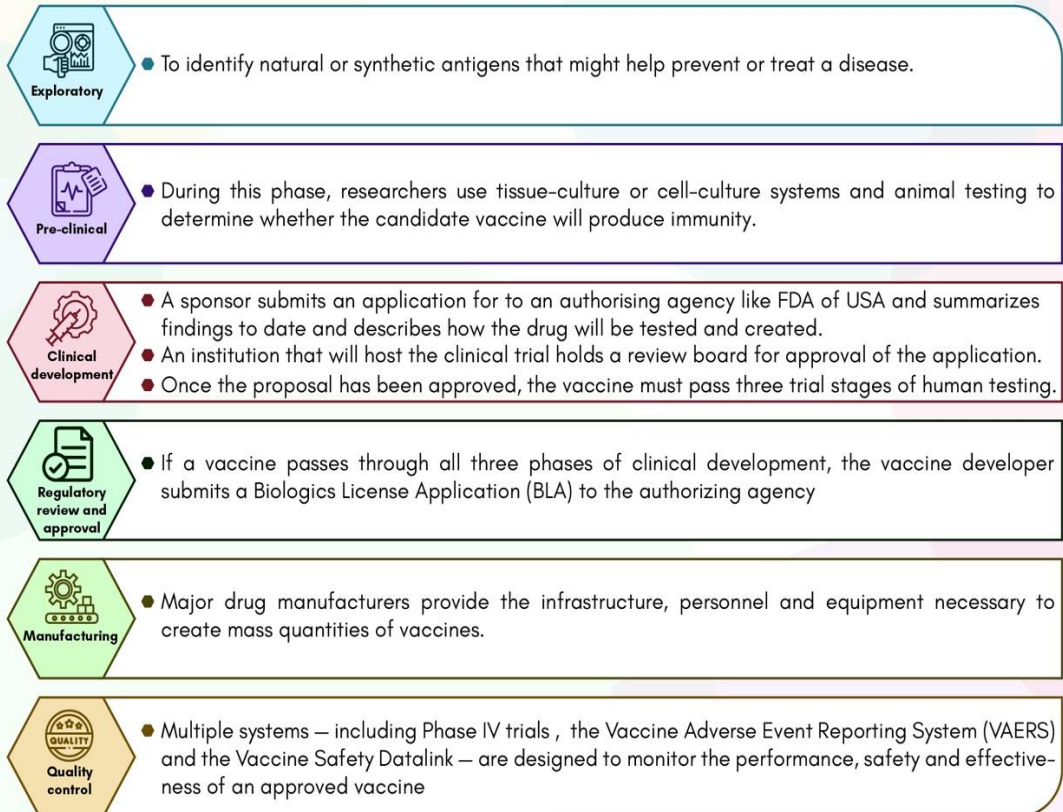 Exploratory
To identify natural or synthetic antigens that might help prevent or treat a disease.
Pre-clinical
During this phase, researchers use tissue-culture or cell-culture systems and animal testing to
determine whether the candidate vaccine will produce immunity.
Clinical
development
A sponsor submits an application for to an authorising agency like FDA of USA and summarizes
findings to date and describes how the drug will be tested and created.
An institution that will host the clinical trial holds a review board for approval of the application.
Once the proposal has been approved, the vaccine must pass three trial stages of human testing.
Regulatory
review and
approval
If a vaccine passes through all three phases of clinical development, the vaccine developer
submits a Biologics License Application (BLA) to the authorizing agency
Manufacturing
Major drug manufacturers provide the infrastructure, personnel and equipment necessary to
create mass quantities of vaccines.
QUALITY
Quality
control
Multiple systems — including Phase IV trials , the Vaccine Adverse Event Reporting System (VAERS)
and the Vaccine Safety Datalink — are designed to monitor the performance, safety and effective-
ness of an approved vaccine